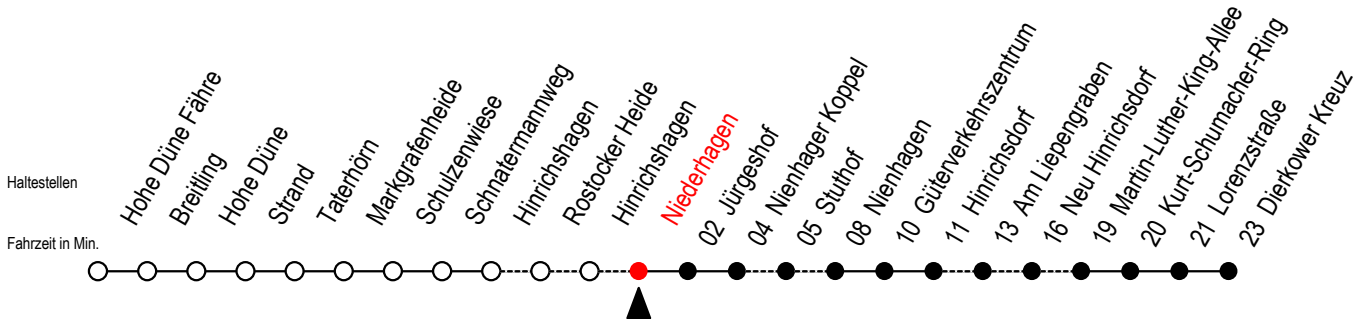 Haltestellen
Fahrzeit in Min.
Hohe Düne Fähre
Breitling
Hohe Düne
Strand
Taterhörn
Markgrafenheide
Schulzenwiese
Schnatermannweg
Hinrichshagen
Rostocker Heide
Hinrichshagen
Niederhagen
02 Jürgeshof
04 Nienhager Koppel
05 Stuthof
08 Nienhagen
10 Güterverkehrszentrum
11 Hinrichsdorf
13 Am Liepengraben
16 Neu Hinrichsdorf
19 Martin-Luther-King-Allee
20 Kurt-Schumacher-Ring
21 Lorenzstraße
23 Dierkower Kreuz